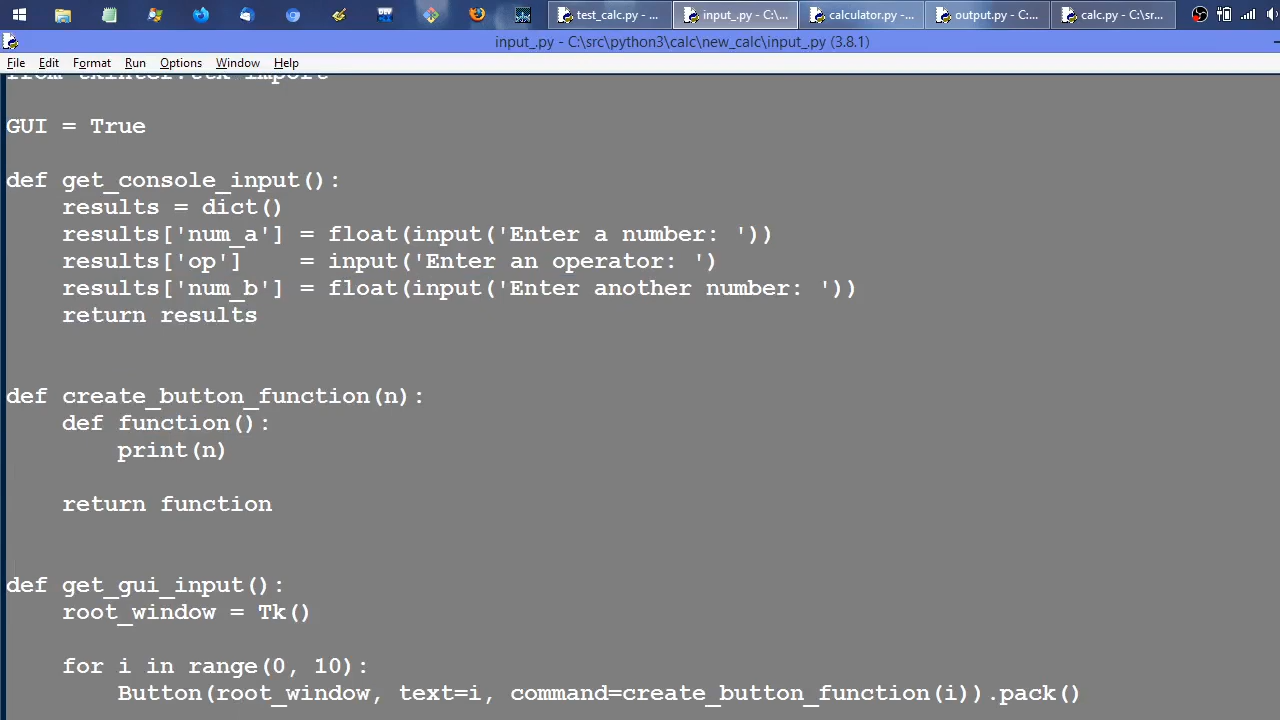 test_calc.py - ...
input_.py - C:\...
calculator.py -...
output.py - C:...
calc.py - C:\sr...
input_.py - C:\src\python3\calc\new_calc\input_.py (3.8.1)
File Edit Format Run Options Window Help
from tkinter.ttk import
GUI = True
def get_console_input():
    results = dict()
    results['num_a'] = float(input('Enter a number: '))
    results['op']    = input('Enter an operator: ')
    results['num_b'] = float(input('Enter another number: '))
    return results
def create_button_function(n):
    def function():
        print(n)
    return function
def get_gui_input():
    root_window = Tk()
    for i in range(0, 10):
        Button(root_window, text=i, command=create_button_function(i)).pack()